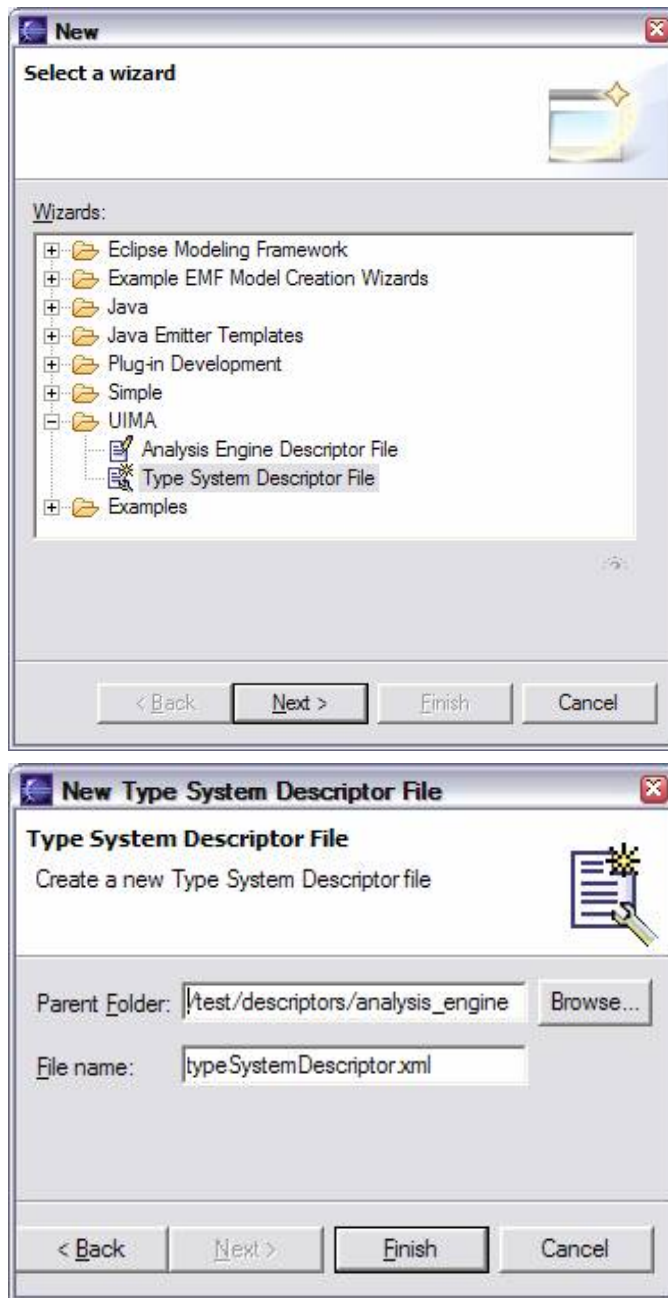 New
Select a wizard
Wizards:
Eclipse Modeling Framework
Example EMF Model Creation Wizards
Java
Java Emitter Templates
Plug-in Development
Simple
UIMA
Analysis Engine Descriptor File
Type System Descriptor File
Examples
< Back Next > Finish Cancel
New Type System Descriptor File
Type System Descriptor File
Create a new Type System Descriptor file
Parent Folder: /test/descriptors/analysis_engine Browse...
File name: typeSystemDescriptor.xml
< Back Next > Finish Cancel